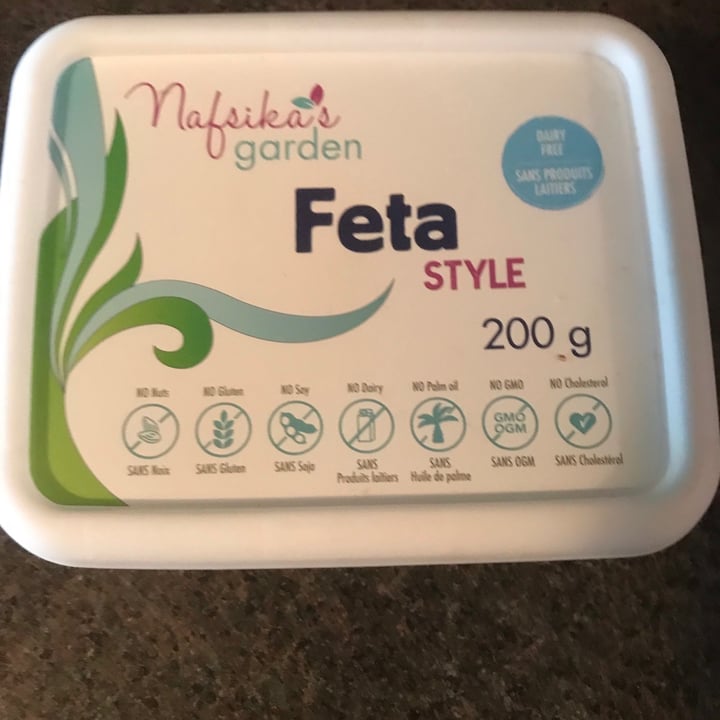 Nafsika's
garden
DAIRY
FREE
SANS PRODUITS
LAITIERS
Feta
STYLE
200 g
NO Nuts
NO Gluten
NO Soy
NO Dairy
NO Palm oil
NO GMO
NO Cholesterol
GMO
OGM
SANS Noix
SANS Gluten
SANS Soja
SANS
Produits laitiers
SANS
Huile de palme
SANS OGM
SANS Cholestérol